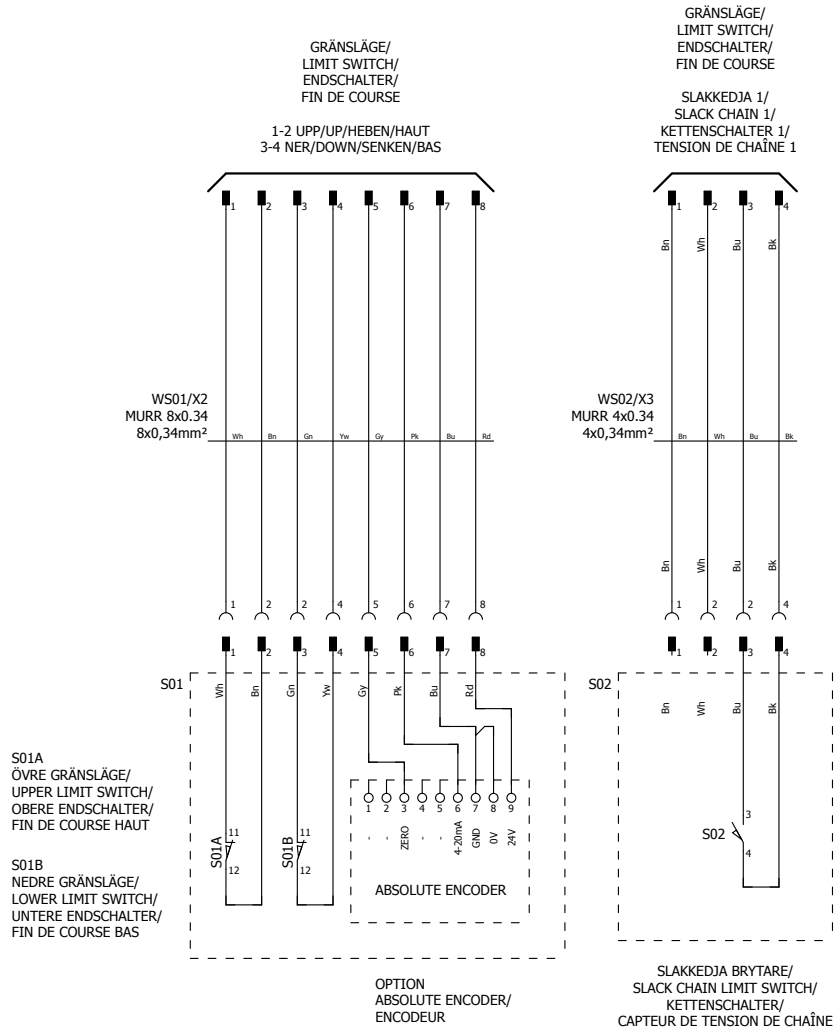 GRÄNSLÄGE/
LIMIT SWITCH/
ENDSCHALTER/
FIN DE COURSE
1-2 UPP/UP/HEBEN/HAUT
3-4 NER/DOWN/SENKEN/BAS
1 2 3 4 5 6 7 8
WS01/X2
MURR 8x0.34
8x0,34mm²
Wh Bn Gn Yw Gy Pk Bu Rd
1 2 2 4 5 6 7 8
1 2 3 4 5 6 7 8
S01
Wh Bn Gn Yw Gy Pk Bu Rd
S01A
ÖVRE GRÄNSLÄGE/
UPPER LIMIT SWITCH/
OBERE ENDSCHALTER/
FIN DE COURSE HAUT
S01B
NEDRE GRÄNSLÄGE/
LOWER LIMIT SWITCH/
UNTERE ENDSCHALTER/
FIN DE COURSE BAS
S01A
11
12
S01B
11
12
1 2 3 4 5 6 7 8 9
- - ZERO - - 4-20mA GND 0V 24V
ABSOLUTE ENCODER
OPTION
ABSOLUTE ENCODER/
ENCODEUR
GRÄNSLÄGE/
LIMIT SWITCH/
ENDSCHALTER/
FIN DE COURSE
SLAKKEDJA 1/
SLACK CHAIN 1/
KETTENSCHALTER 1/
TENSION DE CHAÎNE 1
1 2 3 4
Bn Wh Bu Bk
WS02/X3
MURR 4x0.34
4x0,34mm²
Bn Wh Bu Bk
Bn Wh Bu Bk
1 2 2 4
1 2 3 4
S02
Bn Wh Bu Bk
3
S02
4
SLAKKEDJA BRYTARE/
SLACK CHAIN LIMIT SWITCH/
KETTENSCHALTER/
CAPTEUR DE TENSION DE CHAÎNE